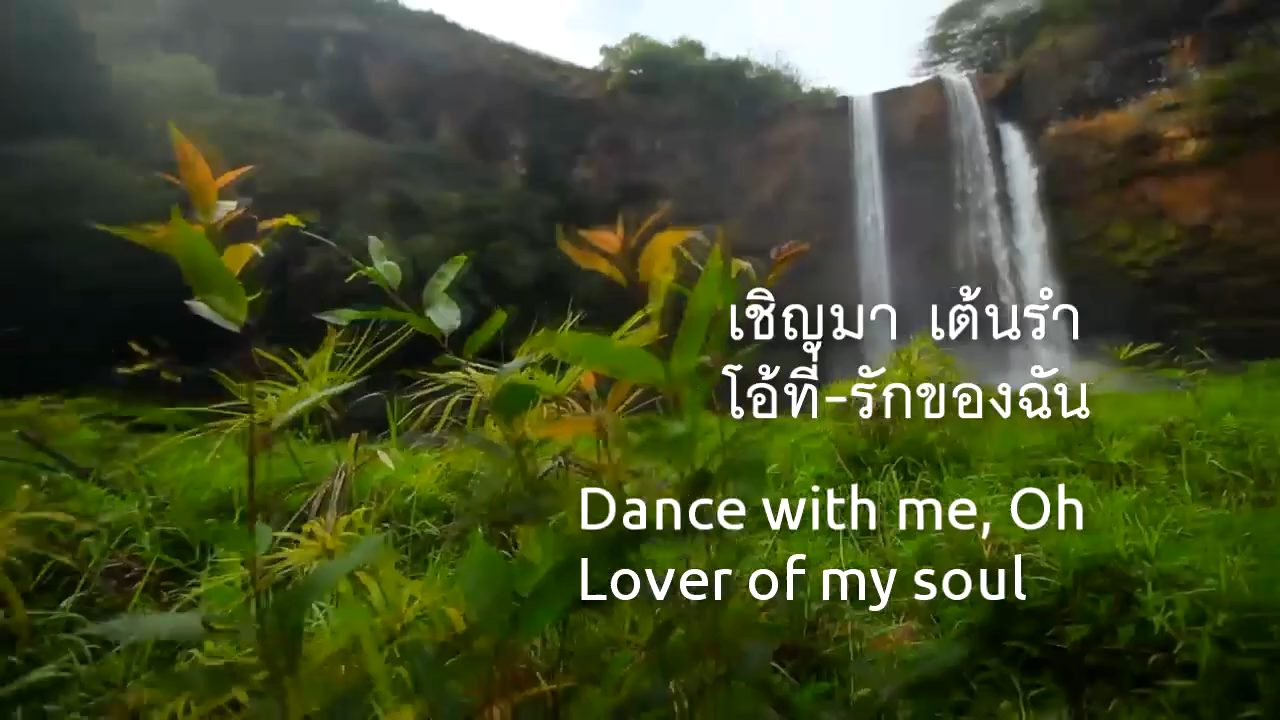 เชิญมา เต้นรำ
โอ้ที่-รักของฉัน
Dance with me, Oh
Lover of my soul